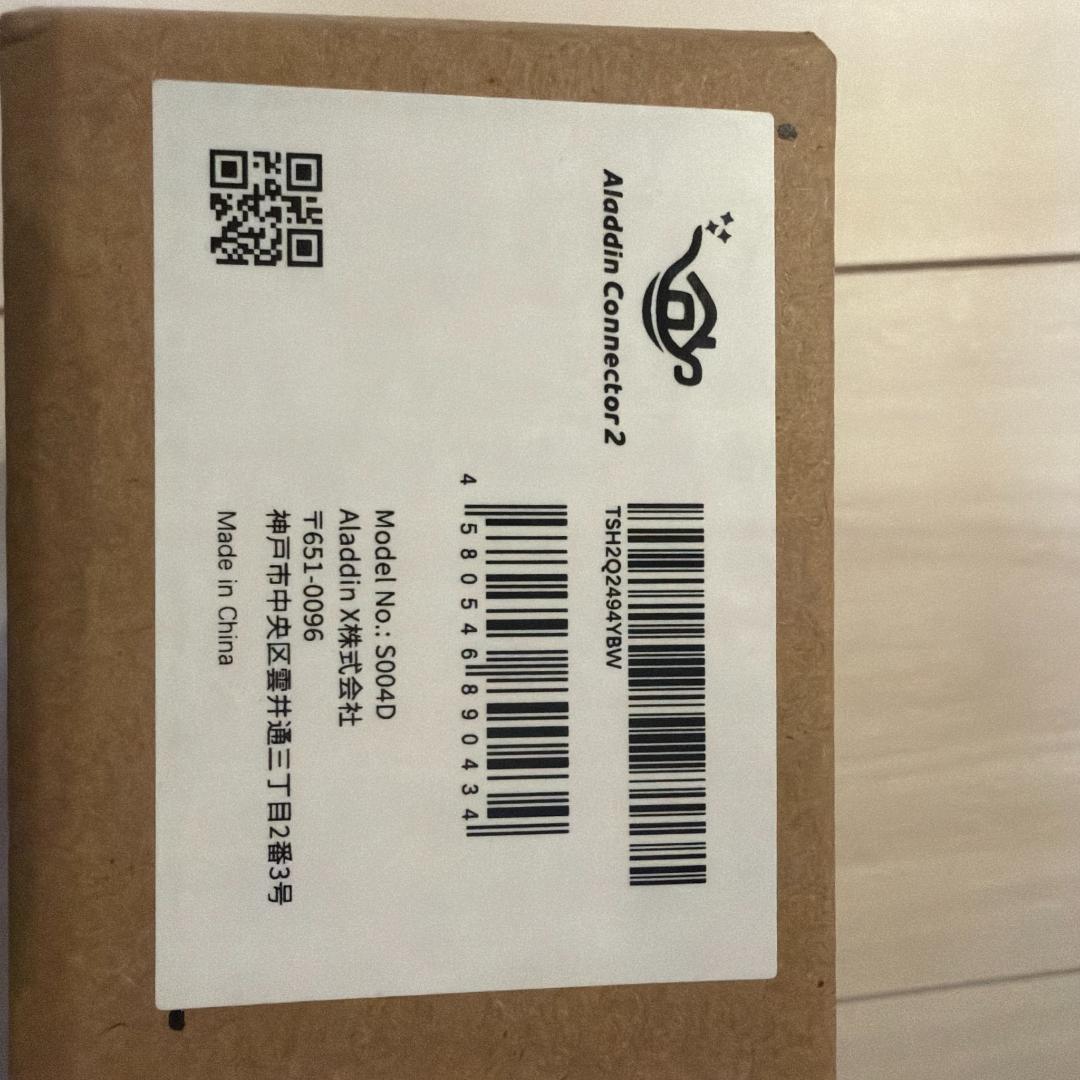 Aladdin Connector 2
TSH2Q2494YBW
4 580546 890434
Model No.: S004D
Aladdin X株式会社
〒651-0096
神戸市中央区雲井通三丁目2番3号
Made in China